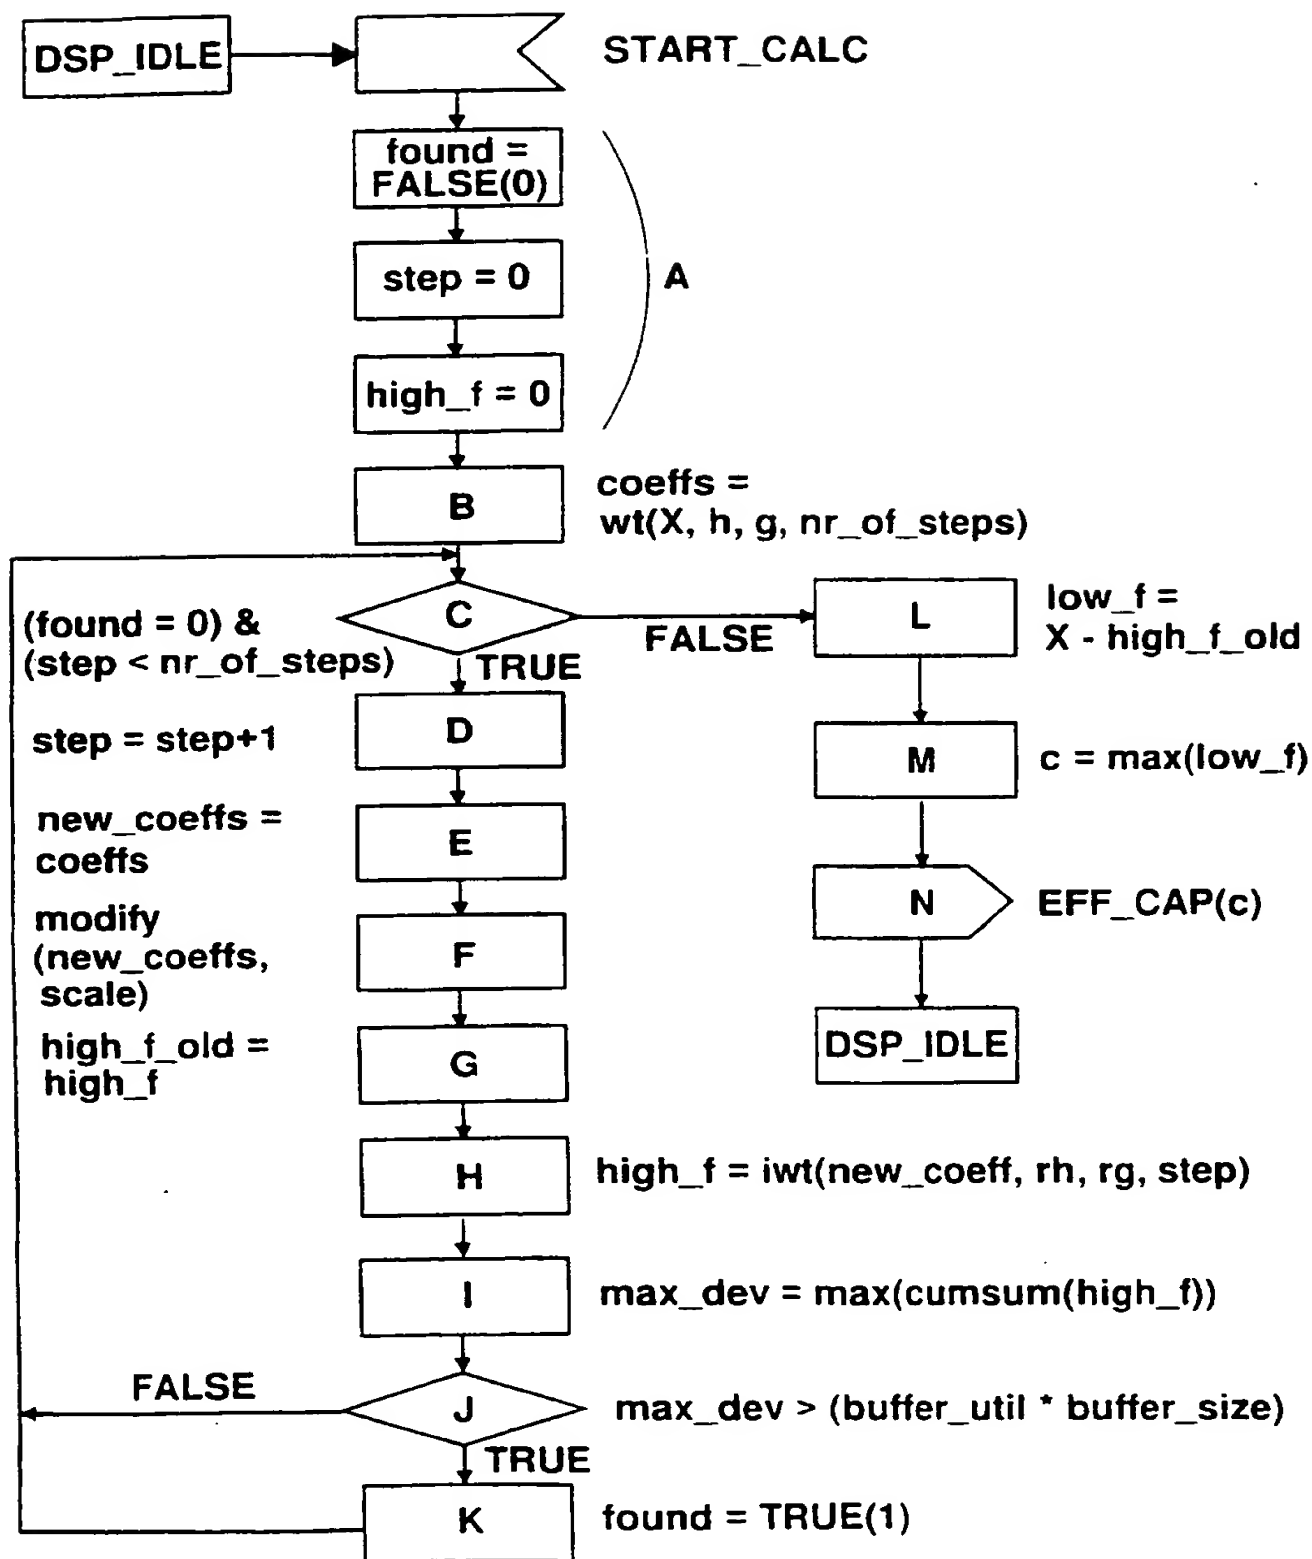 DSP_IDLE
START_CALC
found =
FALSE(0)
step = 0
A
high_f = 0
B
coeffs =
wt(X, h, g, nr_of_steps)
C
(found = 0) &
(step < nr_of_steps)
TRUE
FALSE
L
low_f =
X - high_f_old
D
step = step+1
M
c = max(low_f)
E
new_coeffs =
coeffs
N
EFF_CAP(c)
F
modify
(new_coeffs,
scale)
DSP_IDLE
G
high_f_old =
high_f
H
high_f = iwt(new_coeff, rh, rg, step)
I
max_dev = max(cumsum(high_f))
FALSE
J
max_dev > (buffer_util * buffer_size)
TRUE
K
found = TRUE(1)